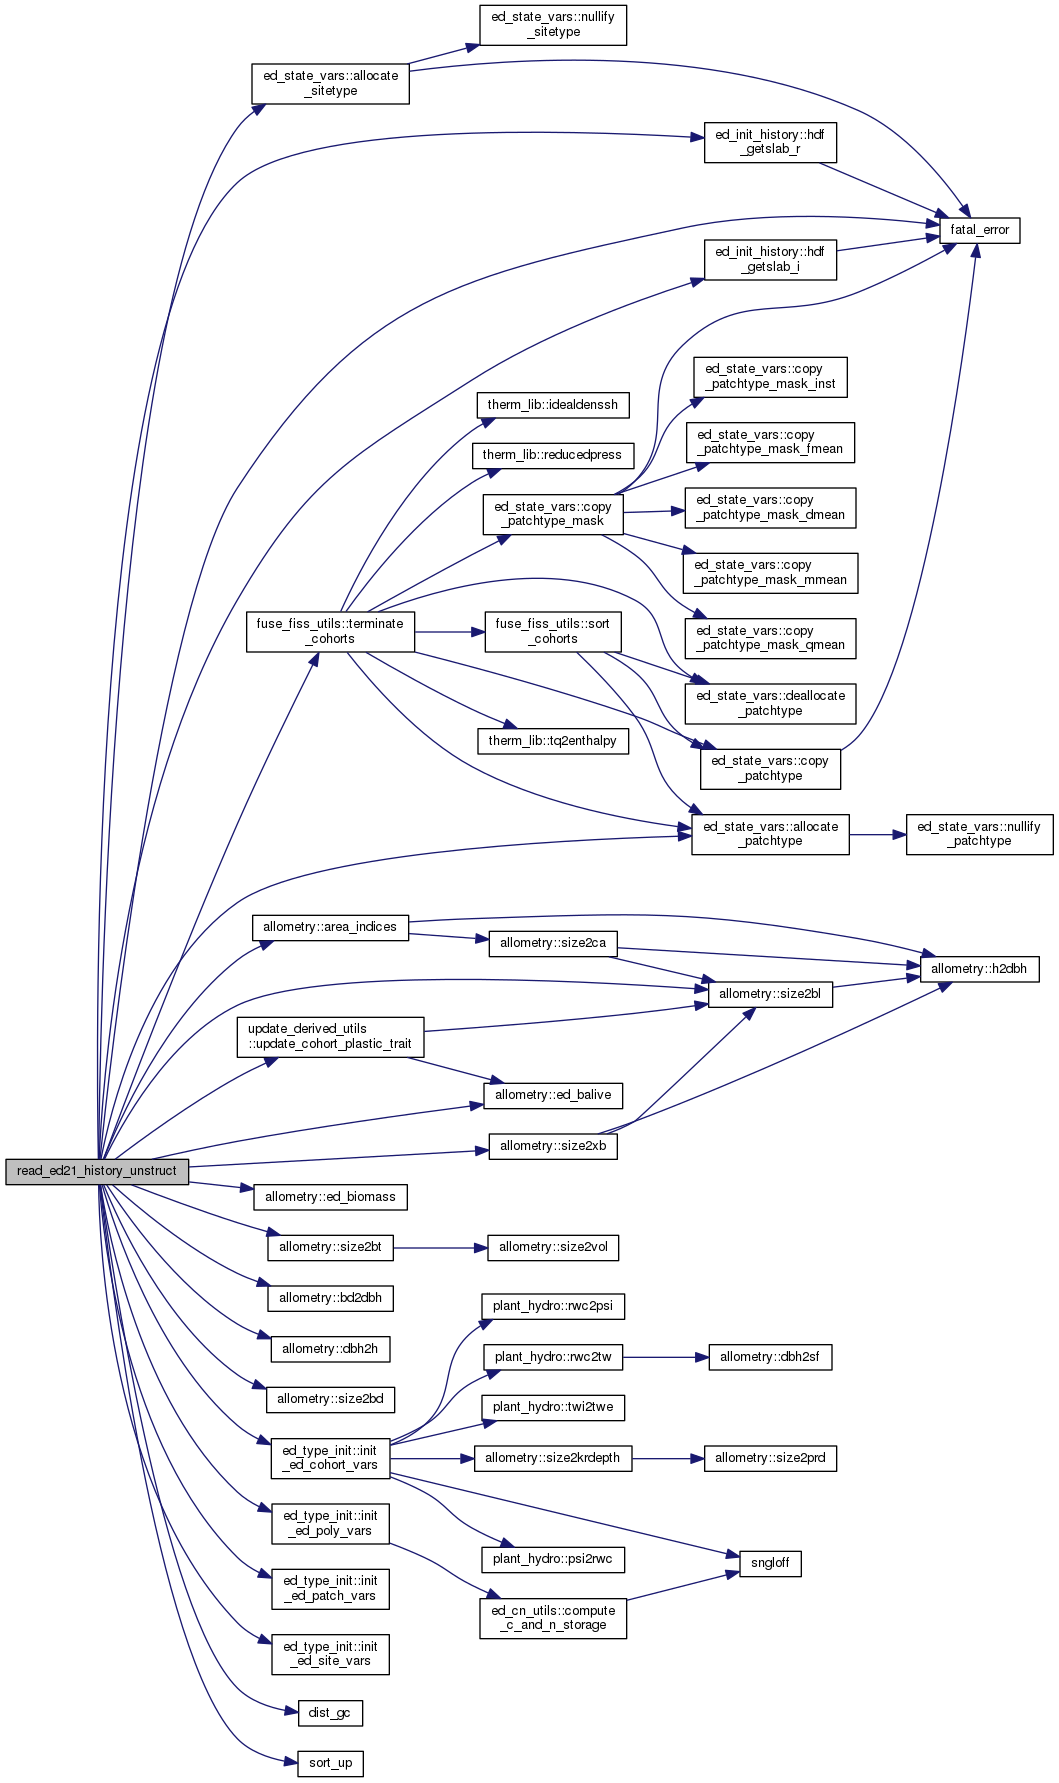 ed_state_vars::nullify
_sitetype
ed_state_vars::allocate
_sitetype
ed_init_history::hdf
_getslab_r
fatal_error
ed_init_history::hdf
_getslab_i
ed_state_vars::copy
_patchtype_mask_inst
therm_lib::idealdenssh
ed_state_vars::copy
_patchtype_mask_fmean
therm_lib::reducedpress
ed_state_vars::copy
_patchtype_mask
ed_state_vars::copy
_patchtype_mask_dmean
ed_state_vars::copy
_patchtype_mask_mmean
fuse_fiss_utils::terminate
_cohorts
fuse_fiss_utils::sort
_cohorts
ed_state_vars::copy
_patchtype_mask_qmean
ed_state_vars::deallocate
_patchtype
therm_lib::tq2enthalpy
ed_state_vars::copy
_patchtype
ed_state_vars::allocate
_patchtype
ed_state_vars::nullify
_patchtype
allometry::area_indices
allometry::size2ca
allometry::h2dbh
allometry::size2bl
update_derived_utils
::update_cohort_plastic_trait
allometry::ed_balive
allometry::size2xb
read_ed21_history_unstruct
allometry::ed_biomass
allometry::size2bt
allometry::size2vol
allometry::bd2dbh
plant_hydro::rwc2psi
allometry::dbh2h
plant_hydro::rwc2tw
allometry::dbh2sf
allometry::size2bd
plant_hydro::twi2twe
ed_type_init::init
_ed_cohort_vars
allometry::size2krdepth
allometry::size2prd
ed_type_init::init
_ed_poly_vars
plant_hydro::psi2rwc
sngloff
ed_type_init::init
_ed_patch_vars
ed_cn_utils::compute
_c_and_n_storage
ed_type_init::init
_ed_site_vars
dist_gc
sort_up